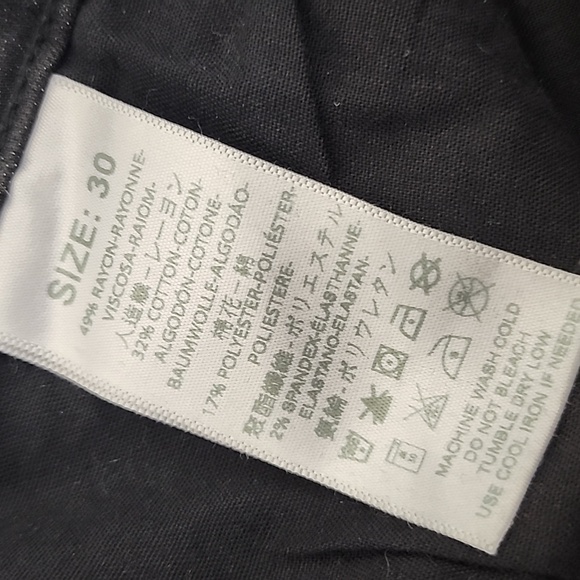 SIZE: 30
49% RAYON-RAYONNE-
VISCOSA-RAIOM-
人造繊-レーヨン
32% COTTON-COTON-
ALGODÓN-COTONE-
BAUMWOLLE-ALGODÃO-
棉花-綿
17% POLYESTER-POLIÉSTER-
POLIESTERE-
聚酯纖維-ポリエステル
2% SPANDEX-ÉLASTHANNE-
ELASTANO-ELASTAN-
氨綸-ポリウレタン
MACHINE WASH COLD
DO NOT BLEACH
TUMBLE DRY LOW
USE COOL IRON IF NEEDED